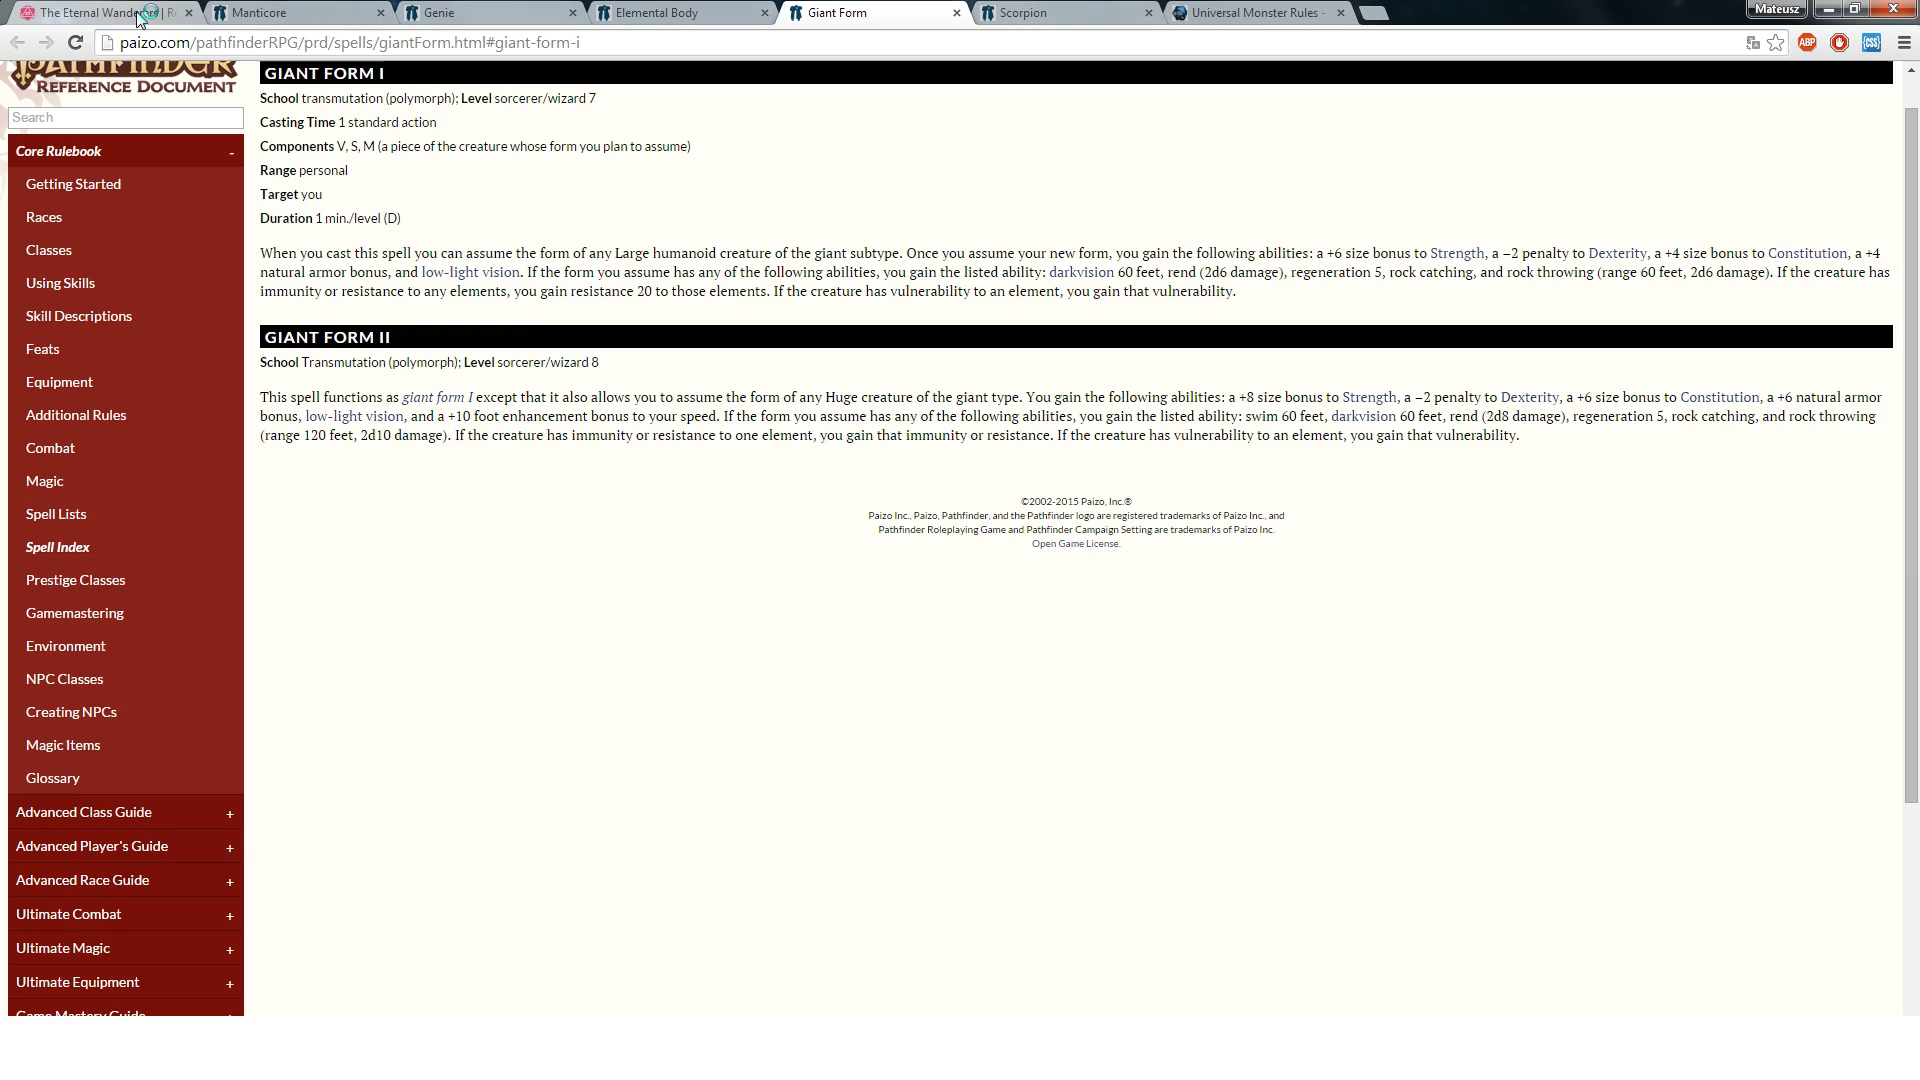 The Eternal Wanderers | R
Manticore
Genie
Elemental Body
Giant Form
Scorpion
Universal Monster Rules -
Mateusz
paizo.com/pathfinderRPG/prd/spells/giantForm.html#giant-form-i
ABP
{css}
PATHFINDER
REFERENCE DOCUMENT
Search
Core Rulebook -
Getting Started
Races
Classes
Using Skills
Skill Descriptions
Feats
Equipment
Additional Rules
Combat
Magic
Spell Lists
Spell Index
Prestige Classes
Gamemastering
Environment
NPC Classes
Creating NPCs
Magic Items
Glossary
Advanced Class Guide +
Advanced Player's Guide +
Advanced Race Guide +
Ultimate Combat +
Ultimate Magic +
Ultimate Equipment +
Game Mastery Guide
GIANT FORM I
School transmutation (polymorph); Level sorcerer/wizard 7
Casting Time 1 standard action
Components V, S, M (a piece of the creature whose form you plan to assume)
Range personal
Target you
Duration 1 min./level (D)
When you cast this spell you can assume the form of any Large humanoid creature of the giant subtype. Once you assume your new form, you gain the following abilities: a +6 size bonus to Strength, a –2 penalty to Dexterity, a +4 size bonus to Constitution, a +4
natural armor bonus, and low-light vision. If the form you assume has any of the following abilities, you gain the listed ability: darkvision 60 feet, rend (2d6 damage), regeneration 5, rock catching, and rock throwing (range 60 feet, 2d6 damage). If the creature has
immunity or resistance to any elements, you gain resistance 20 to those elements. If the creature has vulnerability to an element, you gain that vulnerability.
GIANT FORM II
School Transmutation (polymorph); Level sorcerer/wizard 8
This spell functions as giant form I except that it also allows you to assume the form of any Huge creature of the giant type. You gain the following abilities: a +8 size bonus to Strength, a –2 penalty to Dexterity, a +6 size bonus to Constitution, a +6 natural armor
bonus, low-light vision, and a +10 foot enhancement bonus to your speed. If the form you assume has any of the following abilities, you gain the listed ability: swim 60 feet, darkvision 60 feet, rend (2d8 damage), regeneration 5, rock catching, and rock throwing
(range 120 feet, 2d10 damage). If the creature has immunity or resistance to one element, you gain that immunity or resistance. If the creature has vulnerability to an element, you gain that vulnerability.
©2002-2015 Paizo, Inc.®
Paizo Inc., Paizo, Pathfinder, and the Pathfinder logo are registered trademarks of Paizo Inc., and
Pathfinder Roleplaying Game and Pathfinder Campaign Setting are trademarks of Paizo Inc.
Open Game License.